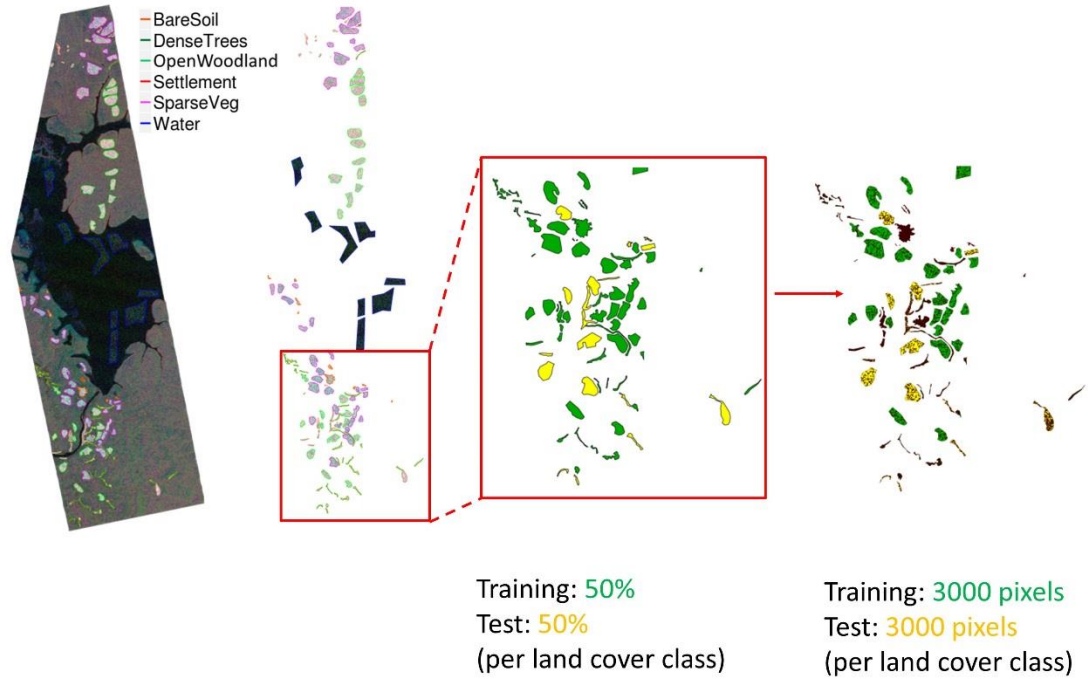 BareSoil
DenseTrees
OpenWoodland
Settlement
SparseVeg
Water
Training: 50%
Test: 50%
(per land cover class)
Training: 3000 pixels
Test: 3000 pixels
(per land cover class)